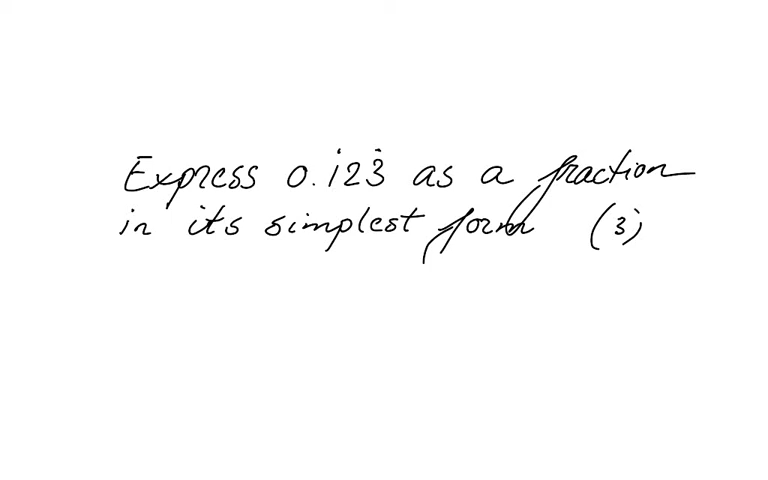 Express 0.1̇23̇ as a fraction
in its simplest form (3)